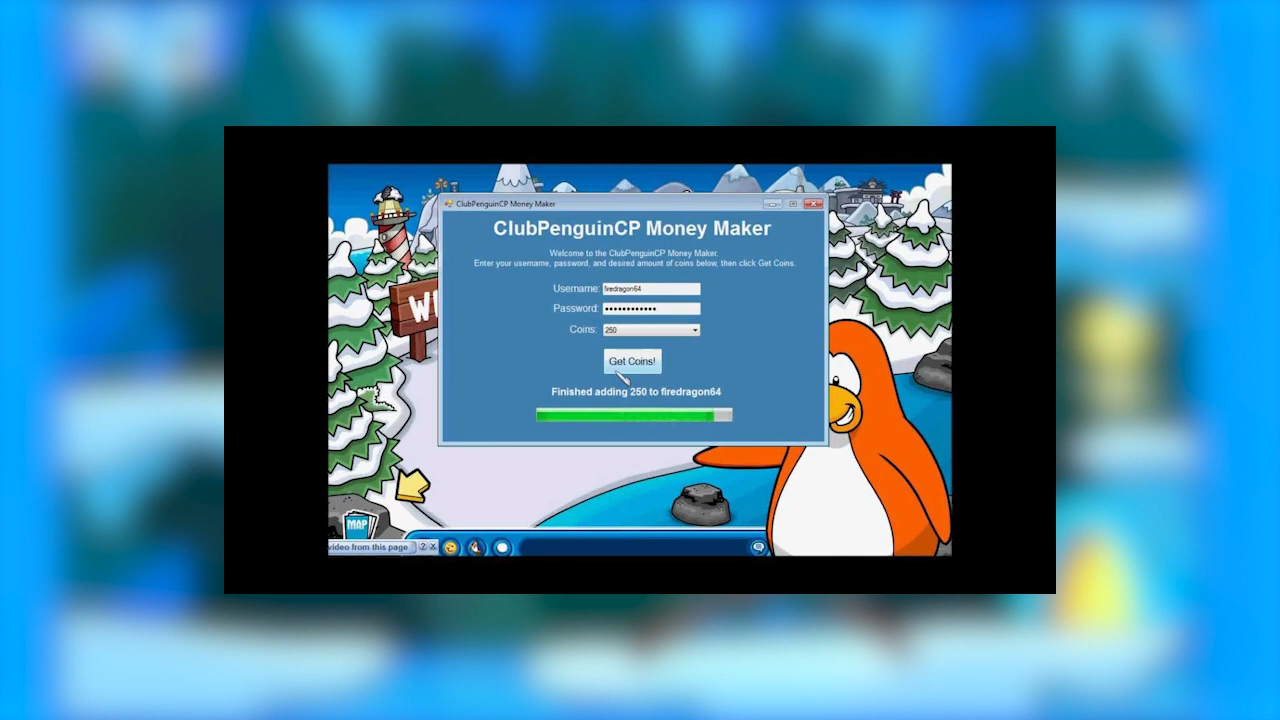 ClubPenguinCP Money Maker
ClubPenguinCP Money Maker
Welcome to the ClubPenguinCP Money Maker.
Enter your username, password, and desired amount of coins below, then click Get Coins.
Username: firedragon64
Password: ••••••••••••
Coins: 250
Get Coins!
Finished adding 250 to firedragon64
MAP
video from this page ? X